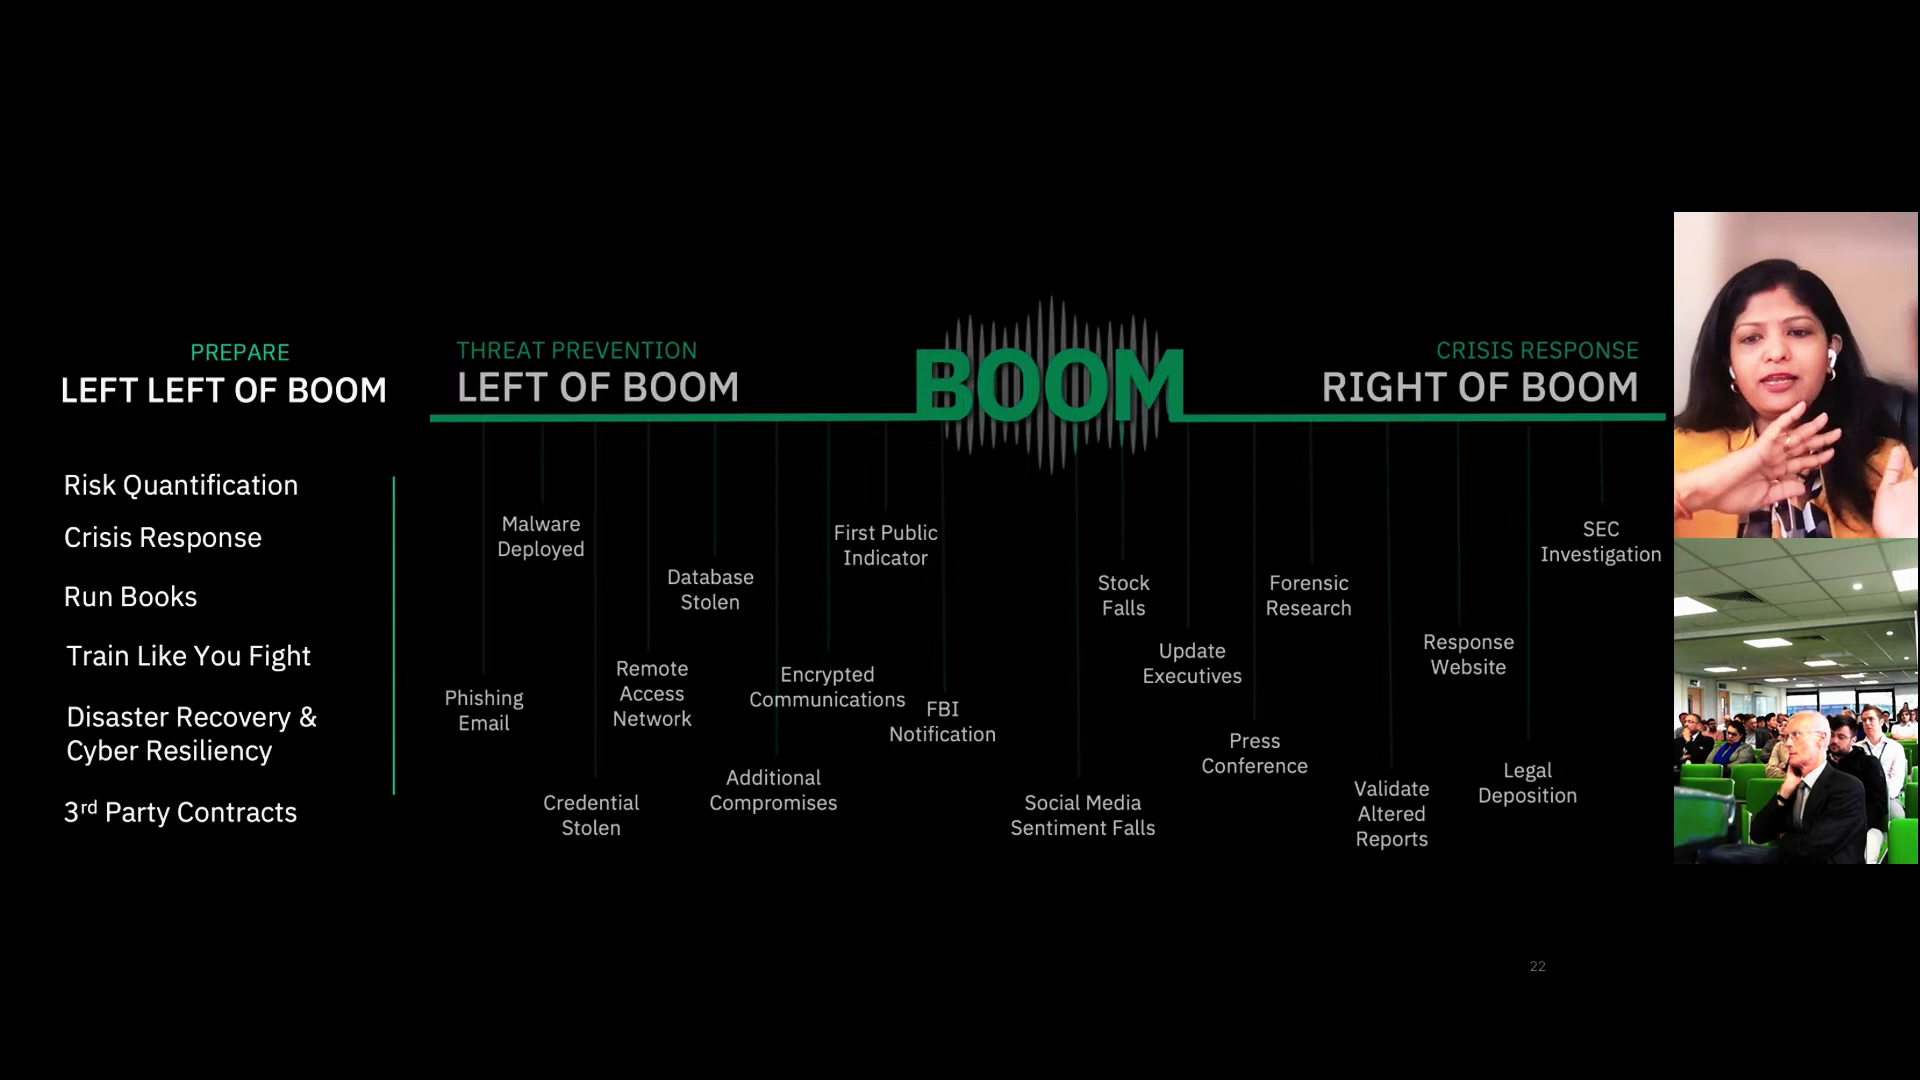 PREPARE
LEFT LEFT OF BOOM
Risk Quantification
Crisis Response
Run Books
Train Like You Fight
Disaster Recovery &
Cyber Resiliency
3rd Party Contracts
THREAT PREVENTION
LEFT OF BOOM
BOOM
CRISIS RESPONSE
RIGHT OF BOOM
Phishing
Email
Malware
Deployed
Credential
Stolen
Remote
Access
Network
Database
Stolen
Additional
Compromises
Encrypted
Communications
First Public
Indicator
FBI
Notification
Social Media
Sentiment Falls
Stock
Falls
Update
Executives
Press
Conference
Forensic
Research
Validate
Altered
Reports
Response
Website
Legal
Deposition
SEC
Investigation
22